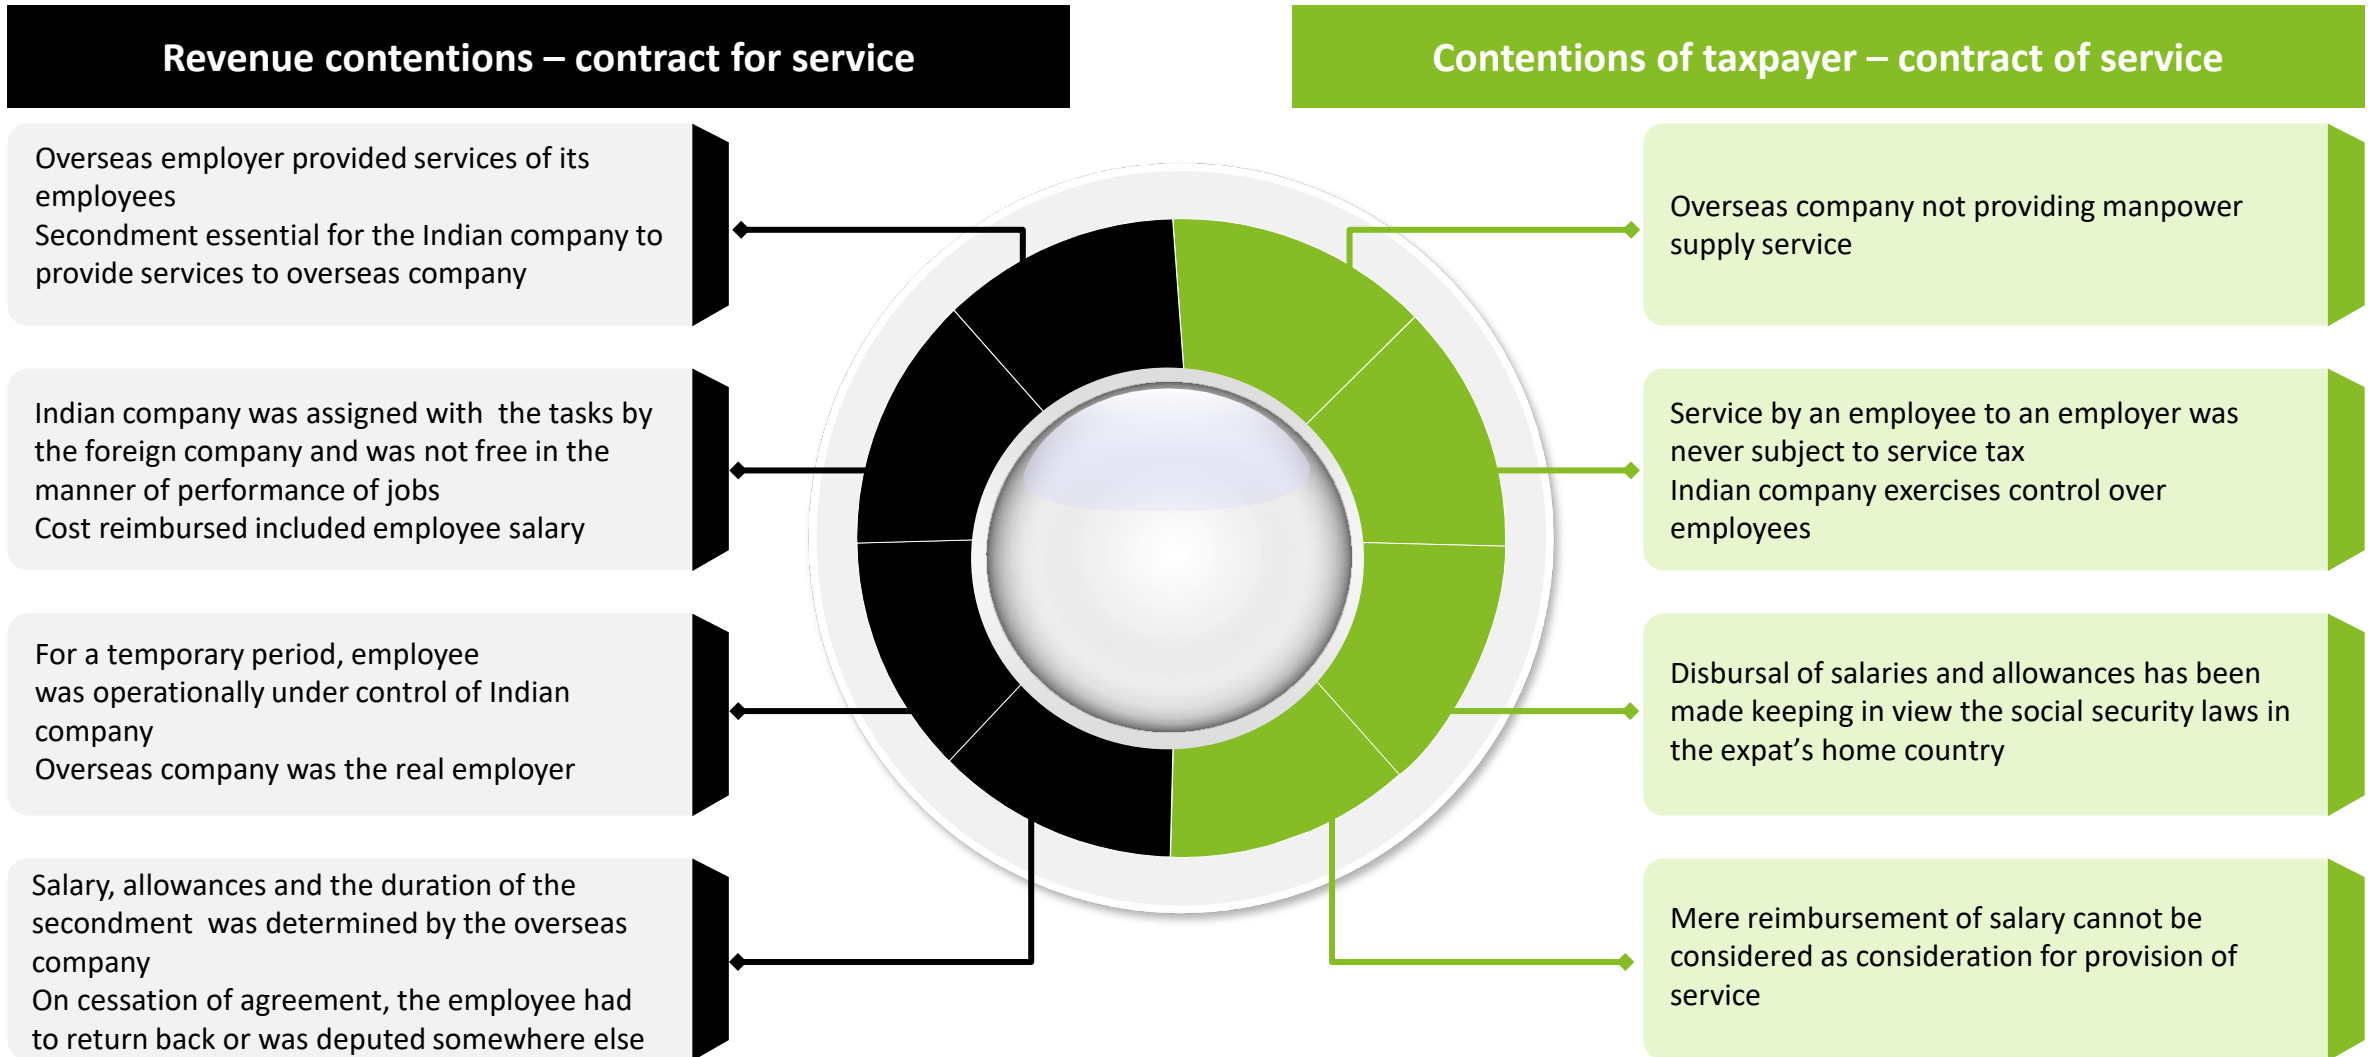 Revenue contentions – contract for service
Overseas employer provided services of its
employees
Secondment essential for the Indian company to
provide services to overseas company
Indian company was assigned with  the tasks by
the foreign company and was not free in the
manner of performance of jobs
Cost reimbursed included employee salary
For a temporary period, employee
was operationally under control of Indian
company
Overseas company was the real employer
Salary, allowances and the duration of the
secondment  was determined by the overseas
company
On cessation of agreement, the employee had
to return back or was deputed somewhere else
Contentions of taxpayer – contract of service
Overseas company not providing manpower
supply service
Service by an employee to an employer was
never subject to service tax
Indian company exercises control over
employees
Disbursal of salaries and allowances has been
made keeping in view the social security laws in
the expat’s home country
Mere reimbursement of salary cannot be
considered as consideration for provision of
service